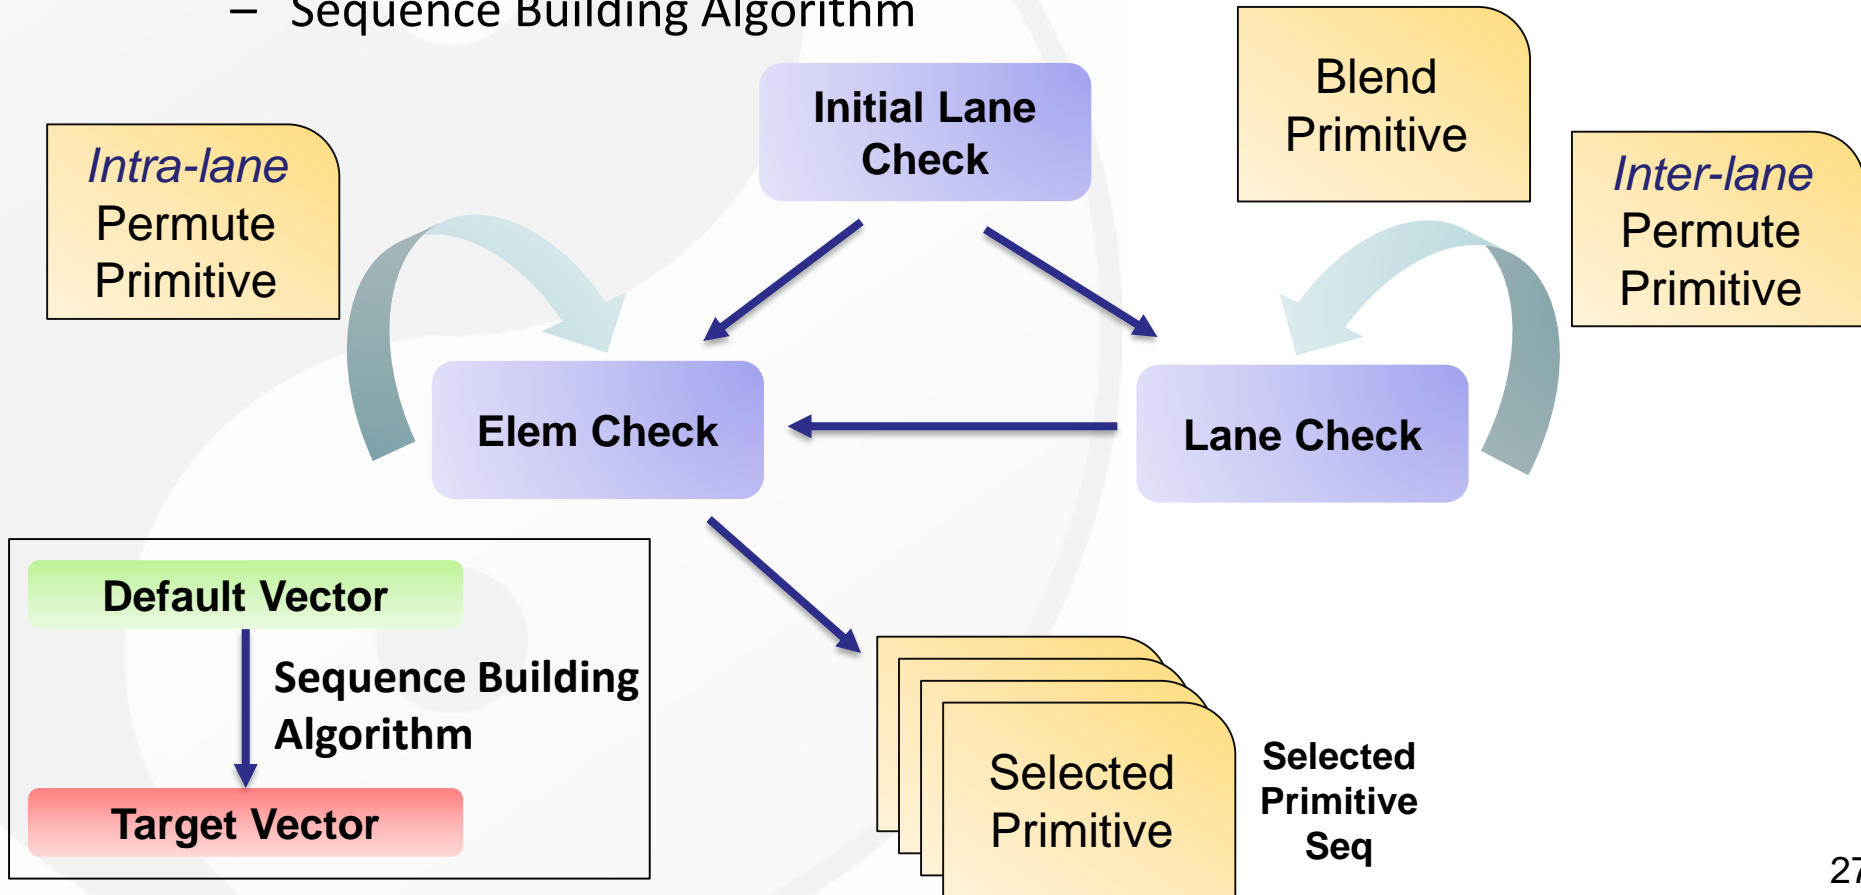 – Sequence Building Algorithm
Initial Lane
Check
Blend
Primitive
Intra-lane
Permute
Primitive
Inter-lane
Permute
Primitive
Elem Check
Lane Check
Default Vector
Sequence Building
Algorithm
Target Vector
Selected
Primitive
Selected
Primitive
Seq
27